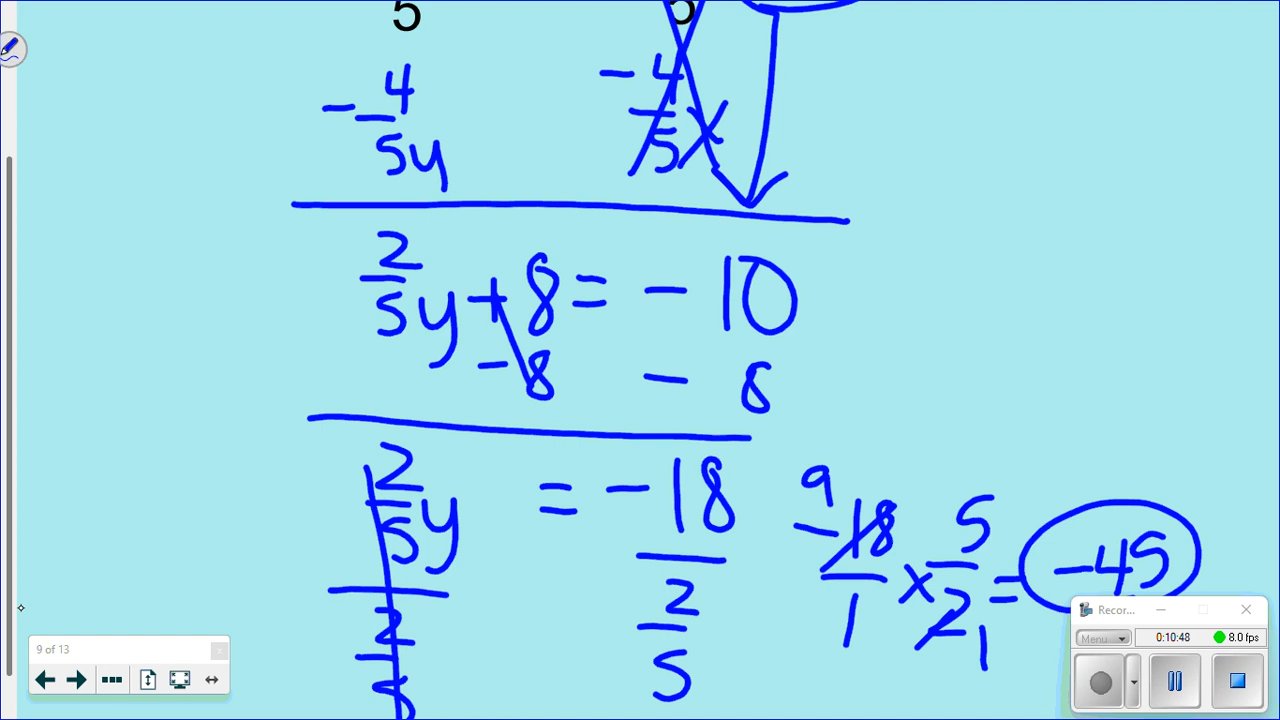 5 5
- 4/5y - 4/5x
2/5y + 8 = - 10
- 8 - 8
2/5y = - 18
2/5 2/5
9
- 18/1 x 5/2 = -45
1
9 of 13
Recor...
Menu 0:10:48 8.0 fps